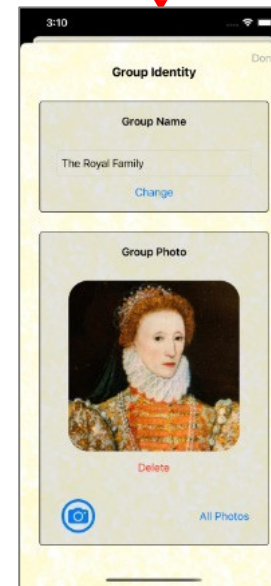 3:10
Don
Group Identity
Group Name
The Royal Family
Change
Group Photo
Delete
All Photos